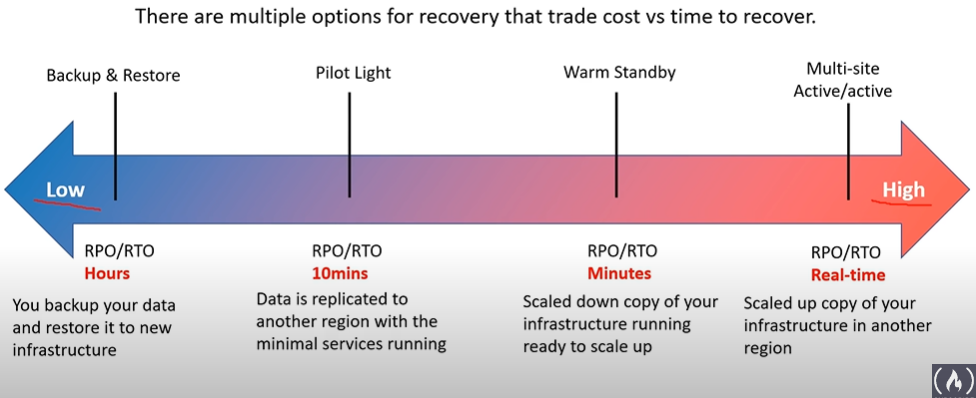 There are multiple options for recovery that trade cost vs time to recover.
Backup & Restore
Pilot Light
Warm Standby
Multi-site
Active/active
Low
High
RPO/RTO
Hours
You backup your data
and restore it to new
infrastructure
RPO/RTO
10mins
Data is replicated to
another region with the
minimal services running
RPO/RTO
Minutes
Scaled down copy of your
infrastructure running
ready to scale up
RPO/RTO
Real-time
Scaled up copy of your
infrastructure in another
region